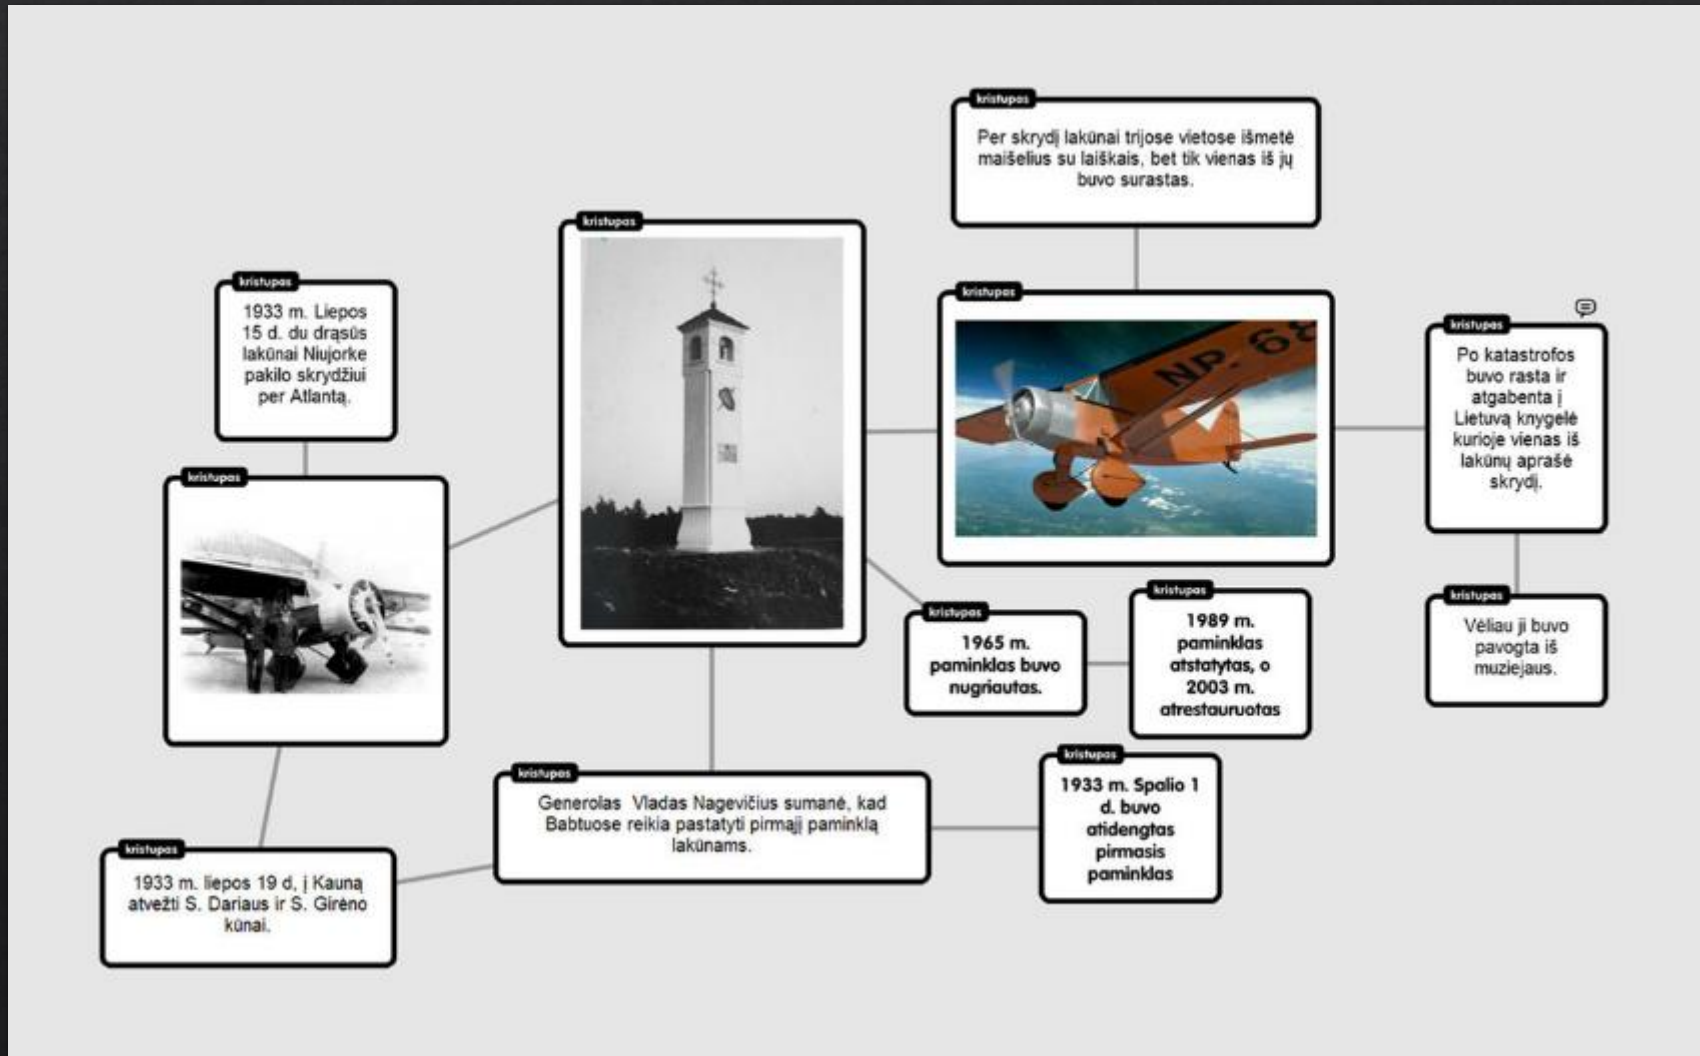 kristupas
Per skrydį lakūnai trijose vietose išmetė
maišelius su laiškais, bet tik vienas iš jų
buvo surastas.
kristupas
kristupas
1933 m. Liepos
15 d. du drąsūs
lakūnai Niujorke
pakilo skrydžiui
per Atlantą.
kristupas
NR 68
kristupas
Po katastrofos
buvo rasta ir
atgabenta į
Lietuvą knygelė
kurioje vienas iš
lakūnų aprašė
skrydį.
kristupas
kristupas
1965 m.
paminklas buvo
nugriautas.
kristupas
1989 m.
paminklas
atstatytas, o
2003 m.
atrestauruotas
kristupas
Vėliau ji buvo
pavogta iš
muziejaus.
kristupas
Generolas Vladas Nagevičius sumanė, kad
Babtuose reikia pastatyti pirmąjį paminklą
lakūnams.
kristupas
1933 m. Spalio 1
d. buvo
atidengtas
pirmasis
paminklas
kristupas
1933 m. liepos 19 d, į Kauną
atvežti S. Dariaus ir S. Girėno
kūnai.